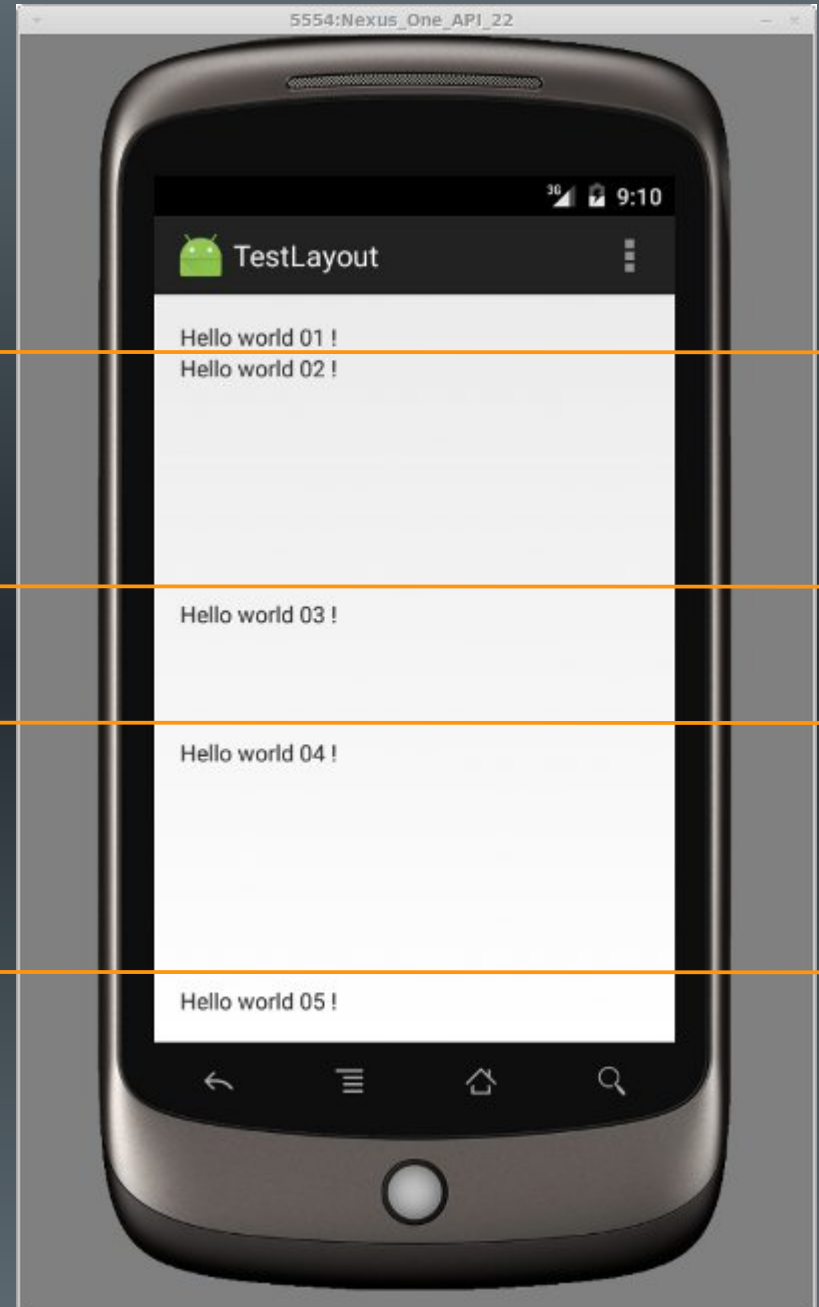 5554:Nexus_One_API_22
3G 9:10
TestLayout
Hello world 01 !
Hello world 02 !
Hello world 03 !
Hello world 04 !
Hello world 05 !